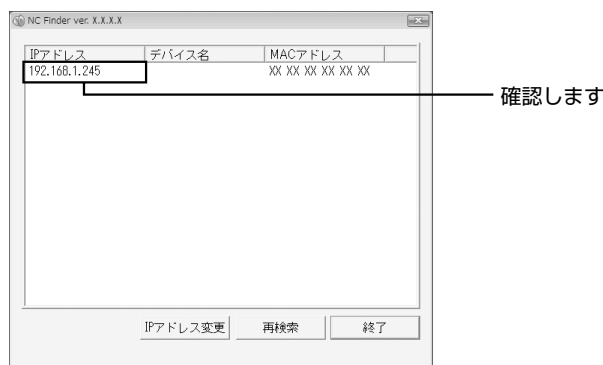 NC Finder ver. X.X.X.X
IPアドレス デバイス名 MACアドレス
192.168.1.245 XX XX XX XX XX XX
確認します
IPアドレス変更 再検索 終了